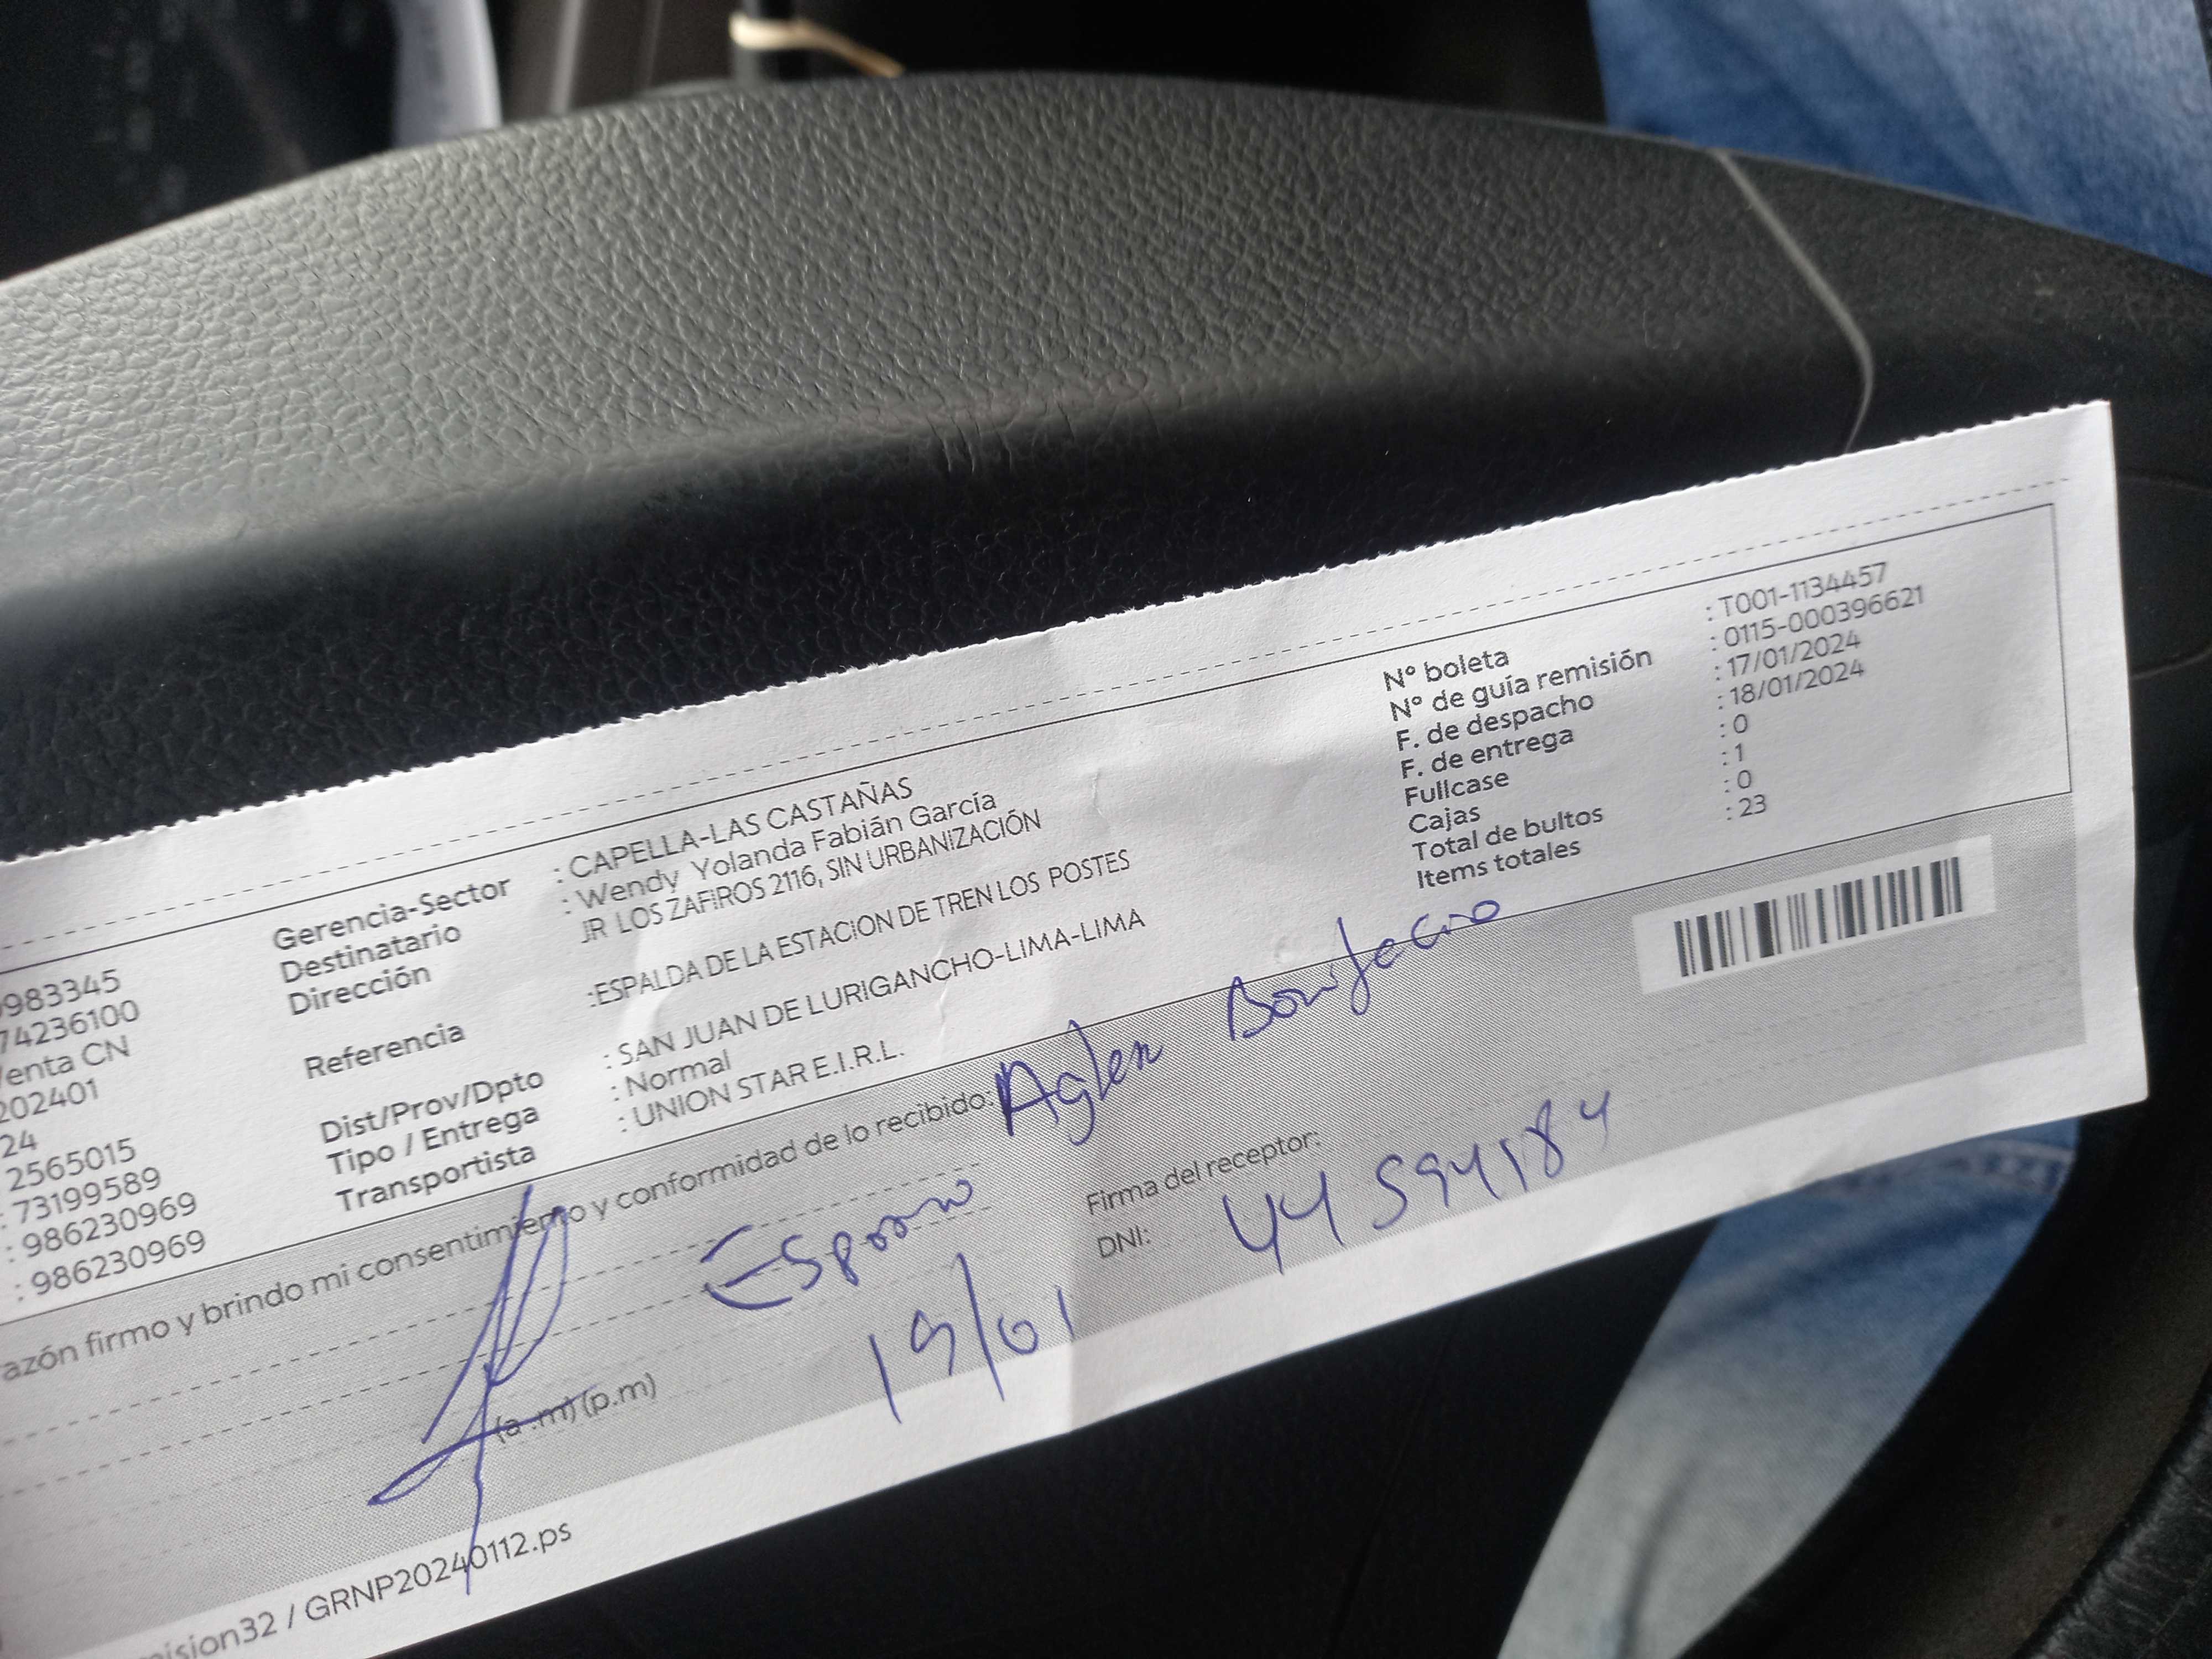 9983345
74236100
Venta CN
202401
24
2565015
: 73199589
: 986230969
: 986230969
Gerencia-Sector : CAPELLA-LAS CASTAÑAS
Destinatario : Wendy Yolanda Fabián García
Dirección JR LOS ZAFIROS 2116, SIN URBANIZACIÓN
Referencia :ESPALDA DE LA ESTACION DE TREN LOS POSTES
Dist/Prov/Dpto : SAN JUAN DE LURIGANCHO-LIMA-LIMA
Tipo / Entrega : Normal
Transportista : UNION STAR E.I.R.L.
N° boleta : T001-1134457
N° de guía remisión : 0115-000396621
F. de despacho : 17/01/2024
F. de entrega : 18/01/2024
Fullcase : 0
Cajas : 1
Total de bultos : 0
Items totales : 23
azón firmo y brindo mi consentimiento y conformidad de lo recibido: Aglen Bonifacio
Esposo
Firma del receptor:
DNI: 44594184
19/01
(a .m) (p.m)
mision32 / GRNP20240112.ps